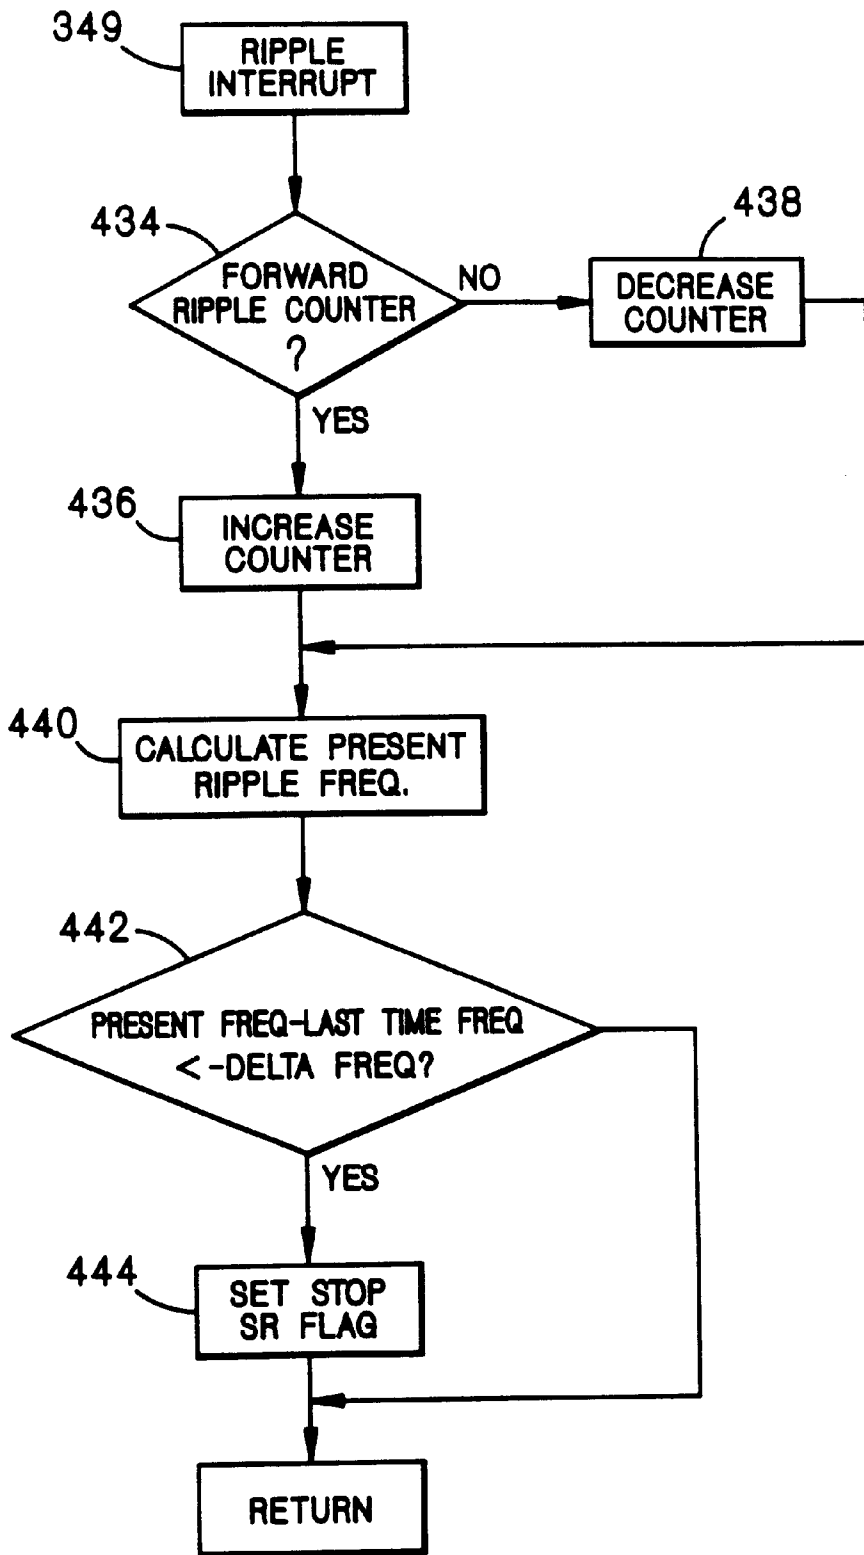 349
RIPPLE
INTERRUPT
434
FORWARD
RIPPLE COUNTER
?
NO
438
DECREASE
COUNTER
YES
436
INCREASE
COUNTER
440
CALCULATE PRESENT
RIPPLE FREQ.
442
PRESENT FREQ-LAST TIME FREQ
<-DELTA FREQ?
YES
444
SET STOP
SR FLAG
RETURN